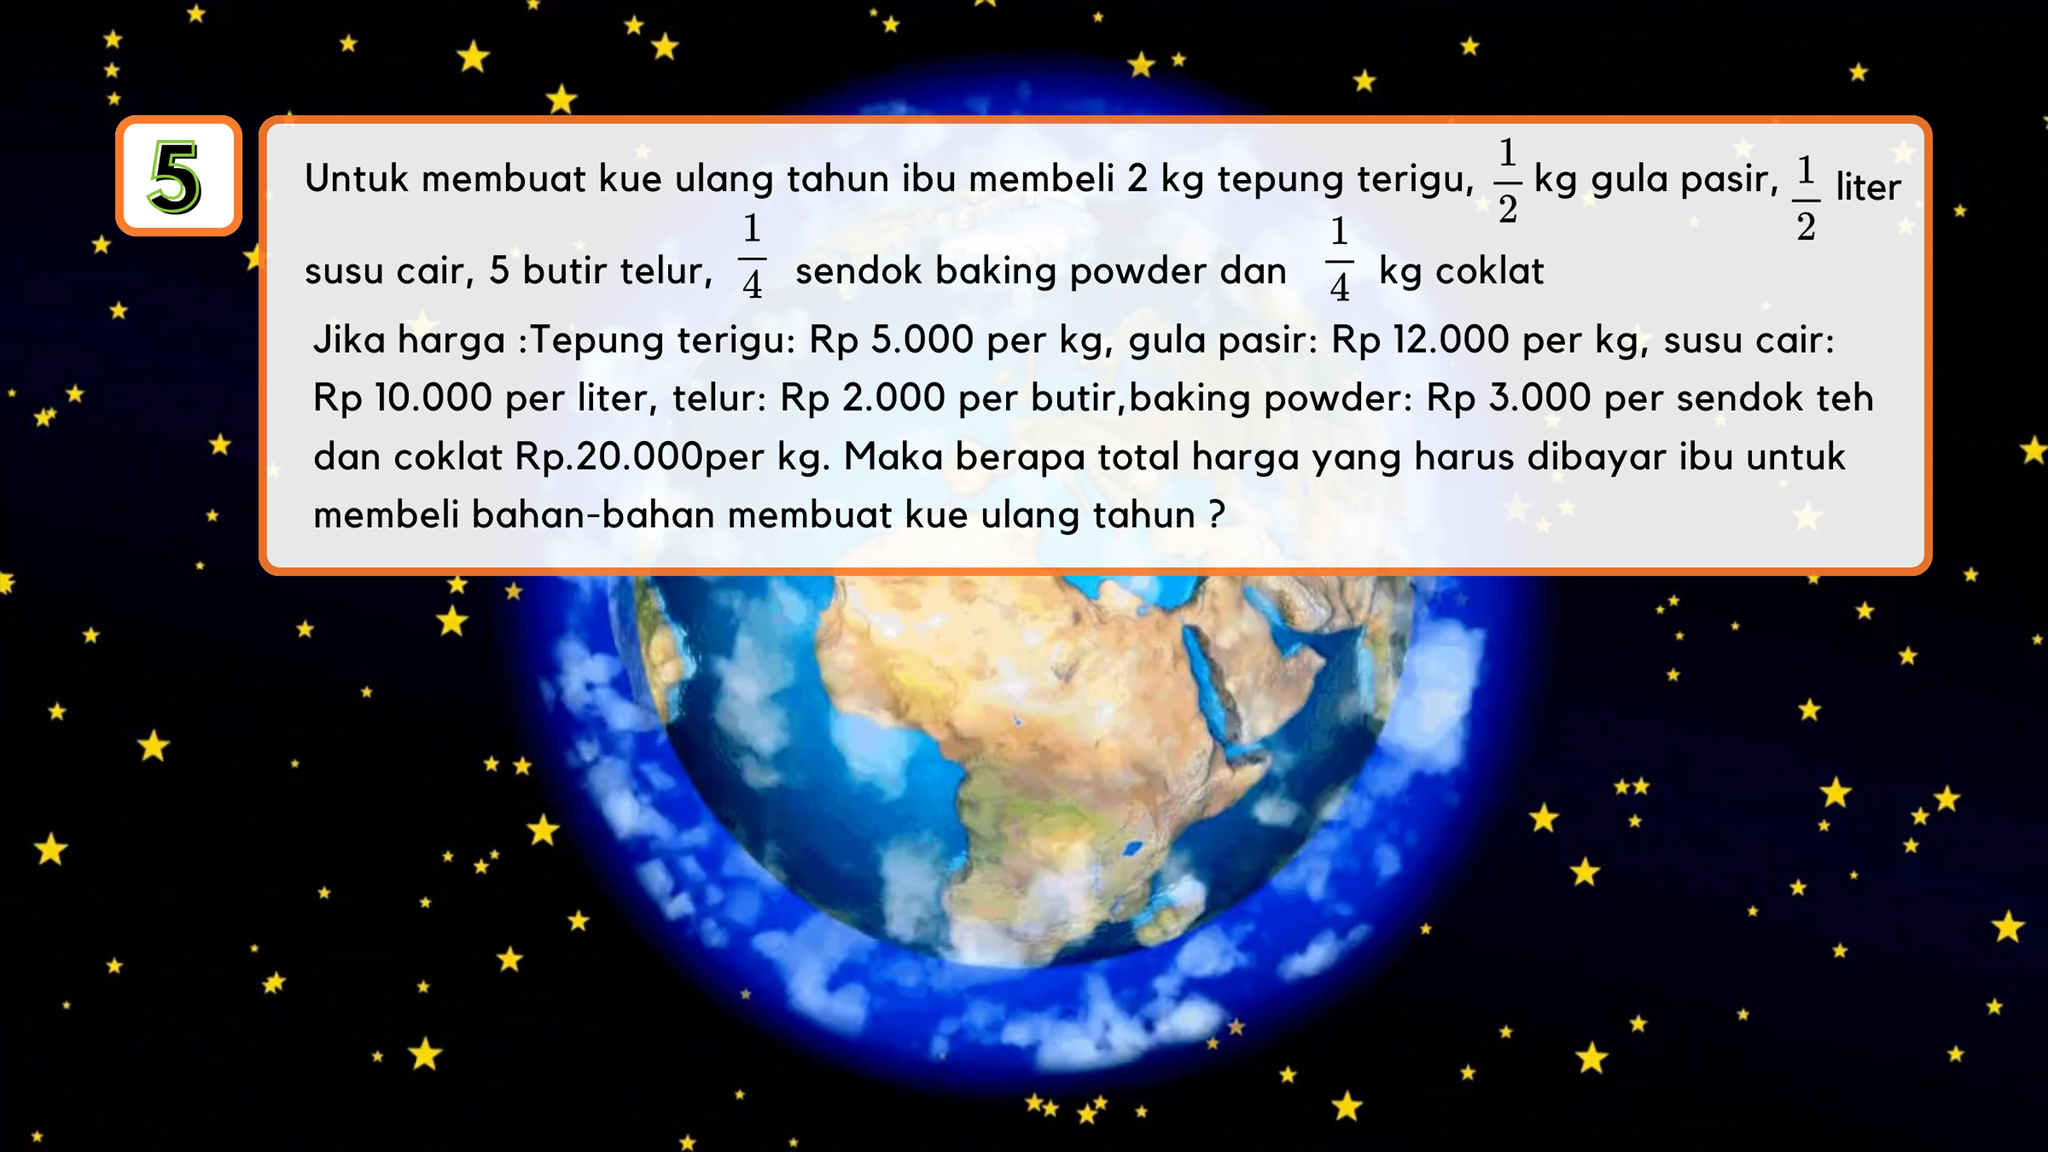 5
Untuk membuat kue ulang tahun ibu membeli 2 kg tepung terigu, 1/2 kg gula pasir, 1/2 liter
susu cair, 5 butir telur, 1/4 sendok baking powder dan 1/4 kg coklat
Jika harga :Tepung terigu: Rp 5.000 per kg, gula pasir: Rp 12.000 per kg, susu cair:
Rp 10.000 per liter, telur: Rp 2.000 per butir,baking powder: Rp 3.000 per sendok teh
dan coklat Rp.20.000per kg. Maka berapa total harga yang harus dibayar ibu untuk
membeli bahan-bahan membuat kue ulang tahun ?